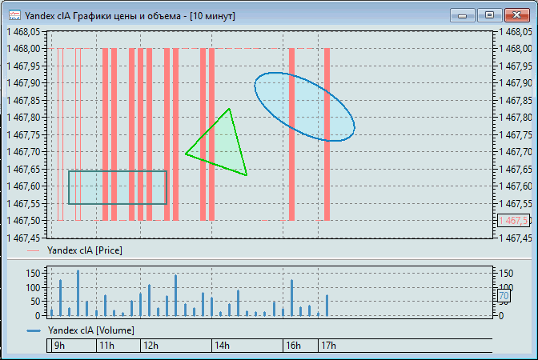 Yandex clA Графики цены и объема - [10 минут]
1 468,05 1 468,05
1 468,00 1 468,00
1 467,95 1 467,95
1 467,90 1 467,90
1 467,85 1 467,85
1 467,80 1 467,80
1 467,75 1 467,75
1 467,70 1 467,70
1 467,65 1 467,65
1 467,60 1 467,60
1 467,55 1 467,55
1 467,50 1 467,5
1 467,45 1 467,45
Yandex clA [Price]
150 150
100 100
50 70
0 0
Yandex clA [Volume]
9h 11h 12h 14h 16h 17h